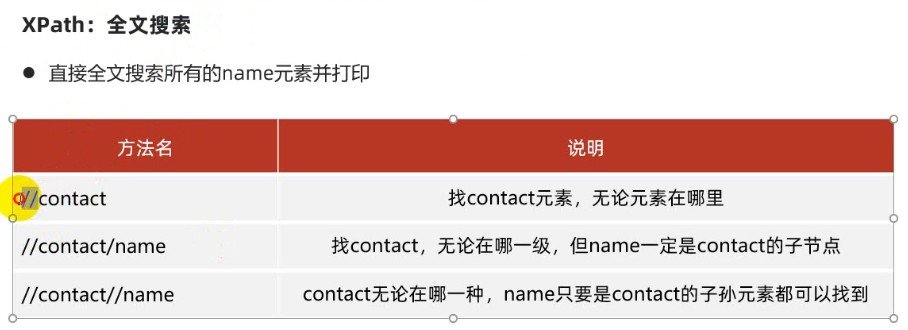 XPath：全文搜索
● 直接全文搜索所有的name元素并打印
方法名 说明
//contact 找contact元素，无论元素在哪里
//contact/name 找contact，无论在哪一级，但name一定是contact的子节点
//contact//name contact无论在哪一种，name只要是contact的子孙元素都可以找到